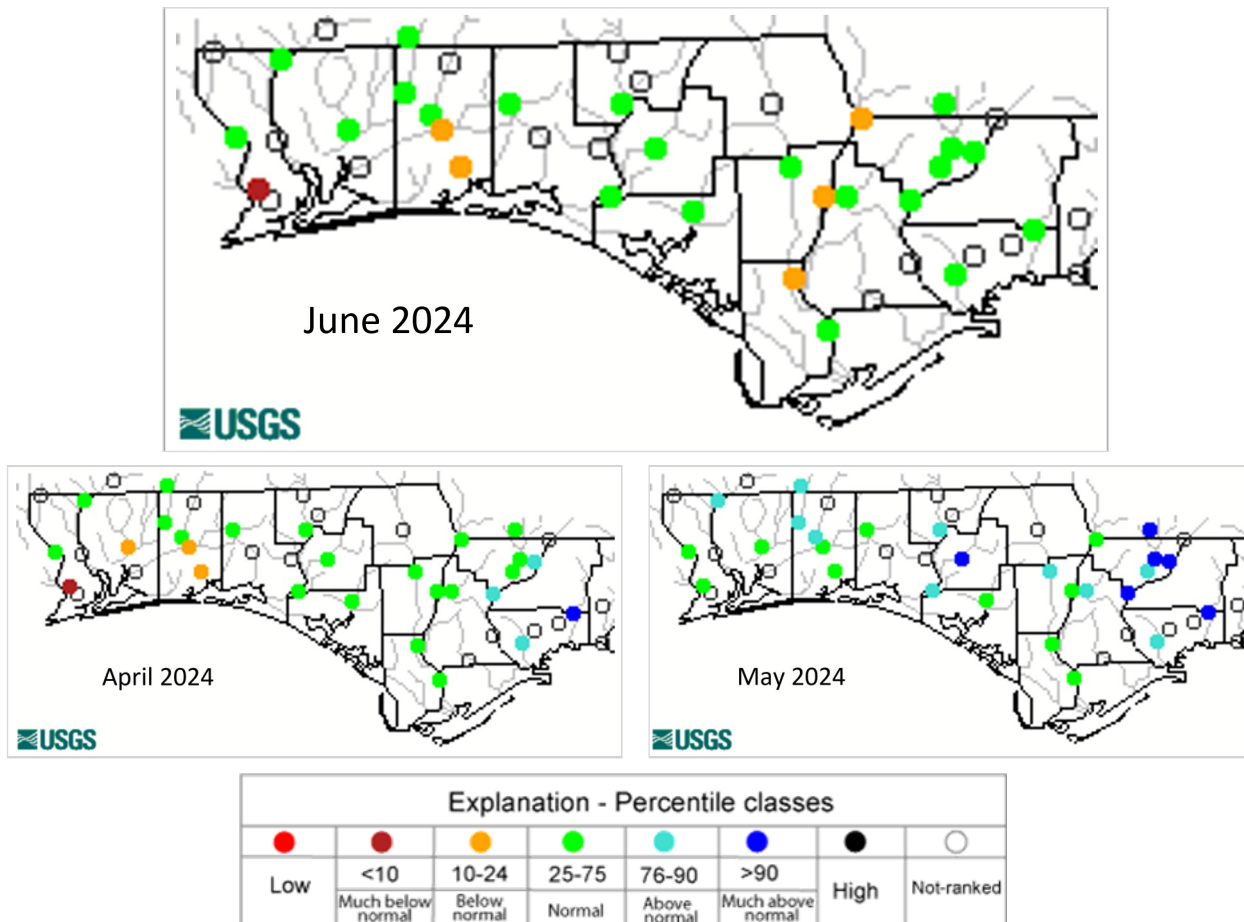 June 2024
USGS
April 2024
USGS
May 2024
USGS
Explanation - Percentile classes
<10 10-24 25-75 76-90 >90
Low High Not-ranked
Much below normal Below normal Normal Above normal Much above normal